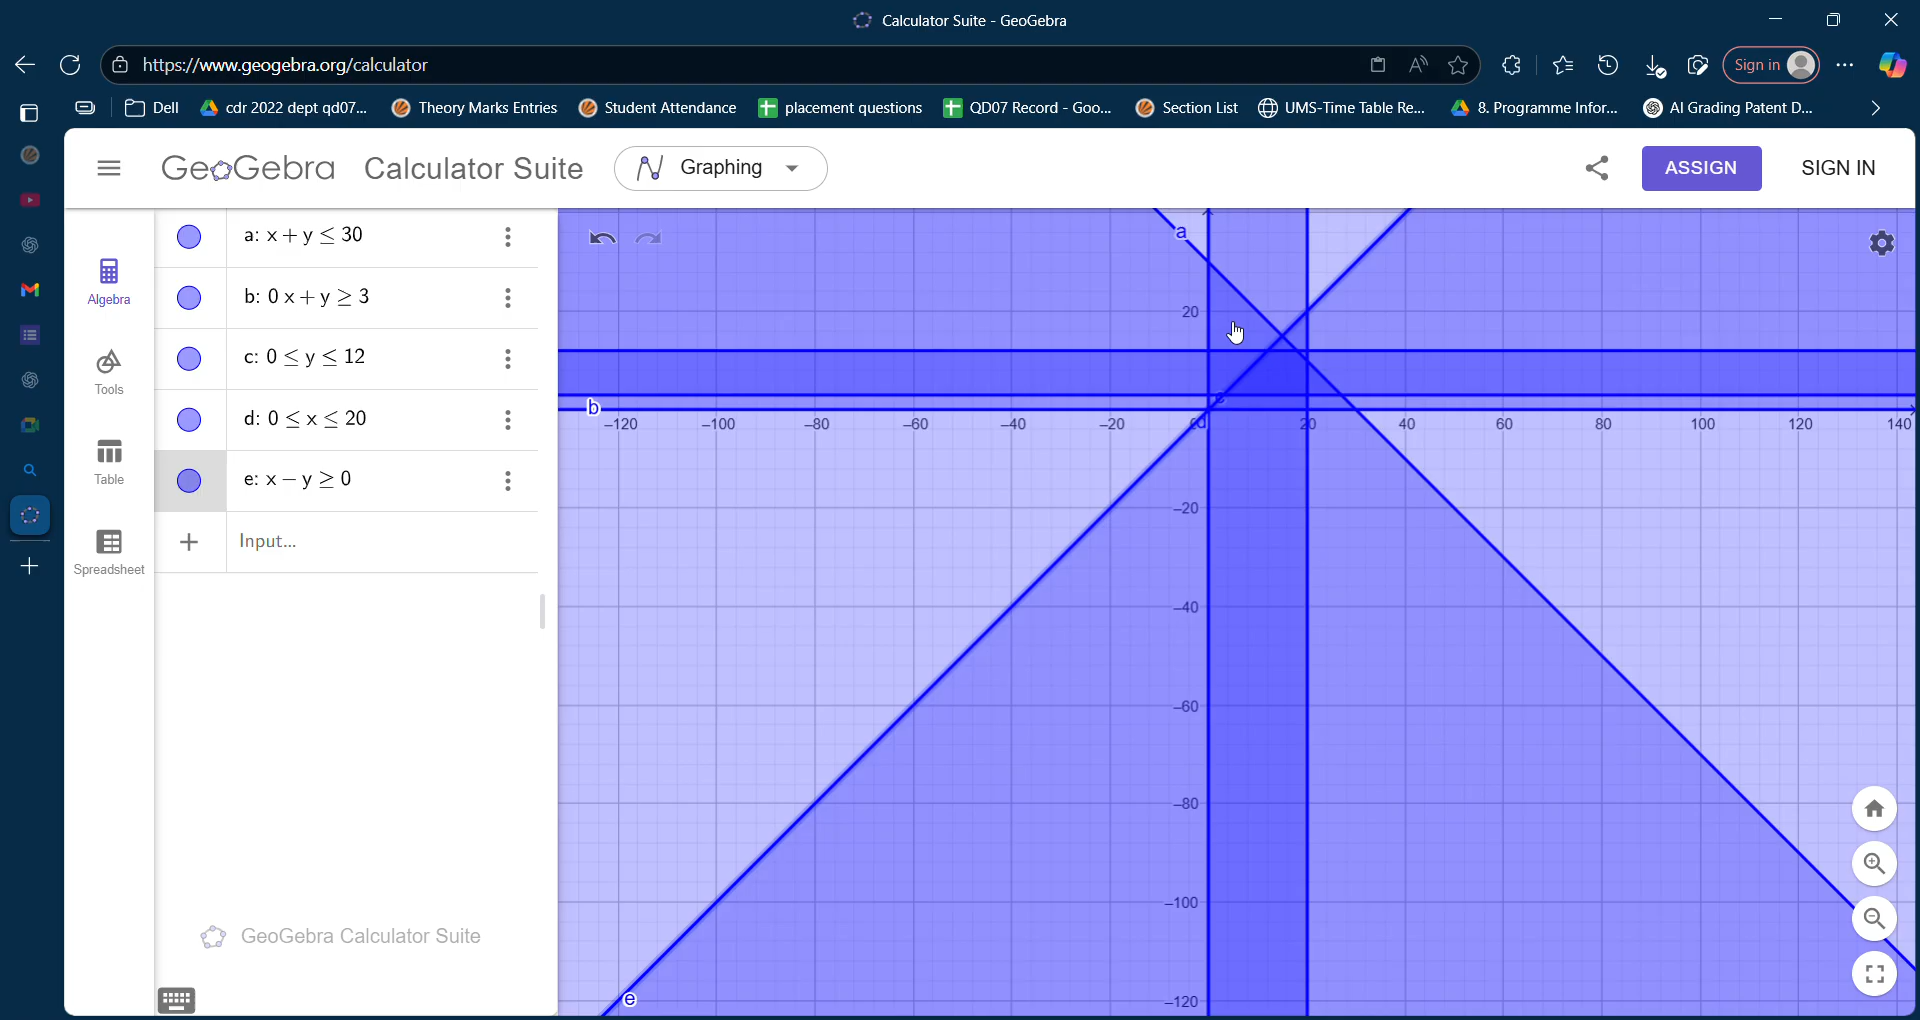 Calculator Suite - GeoGebra
https://www.geogebra.org/calculator
Sign in
Dell
cdr 2022 dept qd07...
Theory Marks Entries
Student Attendance
placement questions
QD07 Record - Goo...
Section List
UMS-Time Table Re...
8. Programme Infor...
AI Grading Patent D...
GeoGebra
Calculator Suite
Graphing
ASSIGN
SIGN IN
Algebra
Tools
Table
Spreadsheet
a: x + y ≤ 30
b: 0 x + y ≥ 3
c: 0 ≤ y ≤ 12
d: 0 ≤ x ≤ 20
e: x − y ≥ 0
Input...
GeoGebra Calculator Suite
a
20
b
c
−120 −100 −80 −60 −40 −20 d 20 40 60 80 100 120 140
−20
−40
−60
−80
−100
−120
e